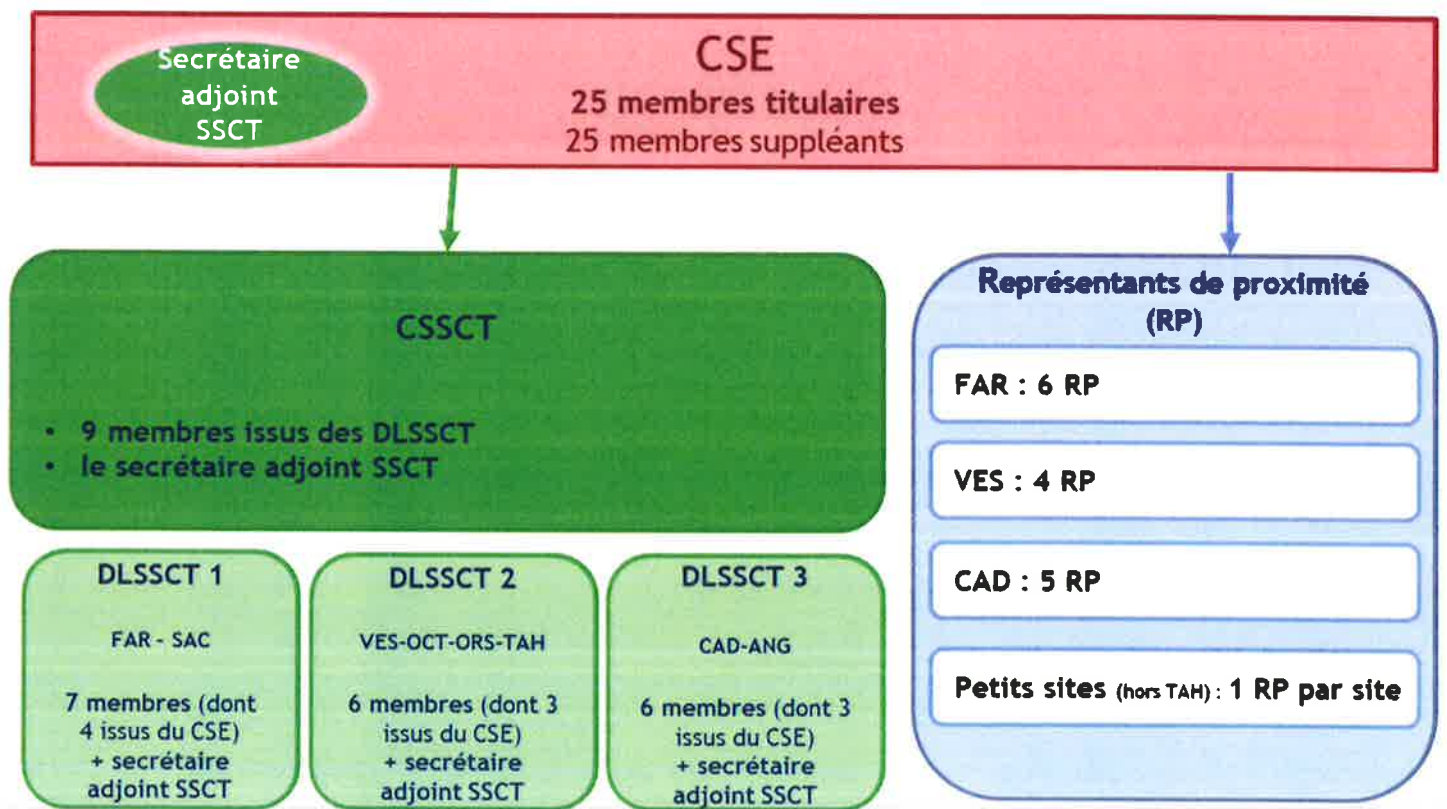 Secrétaire
adjoint
SSCT
CSE
25 membres titulaires
25 membres suppléants
CSSCT
• 9 membres issus des DLSSCT
• le secrétaire adjoint SSCT
DLSSCT 1
FAR - SAC
7 membres (dont
4 issus du CSE)
+ secrétaire
adjoint SSCT
DLSSCT 2
VES-OCT-ORS-TAH
6 membres (dont 3
issus du CSE)
+ secrétaire
adjoint SSCT
DLSSCT 3
CAD-ANG
6 membres (dont 3
issus du CSE)
+ secrétaire
adjoint SSCT
Représentants de proximité
(RP)
FAR : 6 RP
VES : 4 RP
CAD : 5 RP
Petits sites (hors TAH) : 1 RP par site